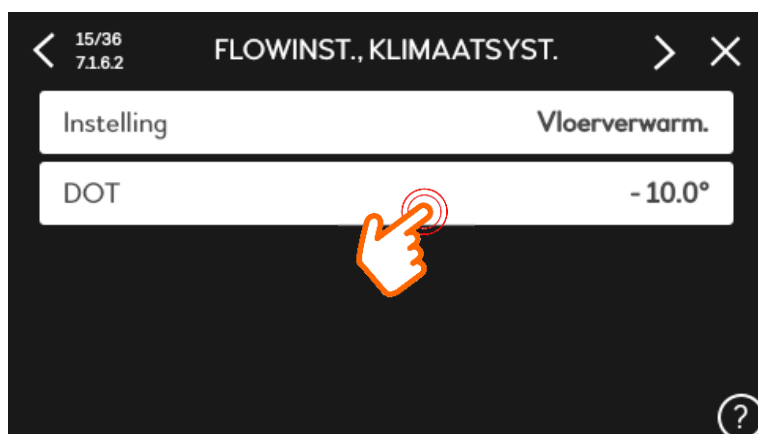 15/36
7.1.6.2
FLOWINST., KLIMAATSYST.
Instelling Vloerverwarm.
DOT -10.0°
?